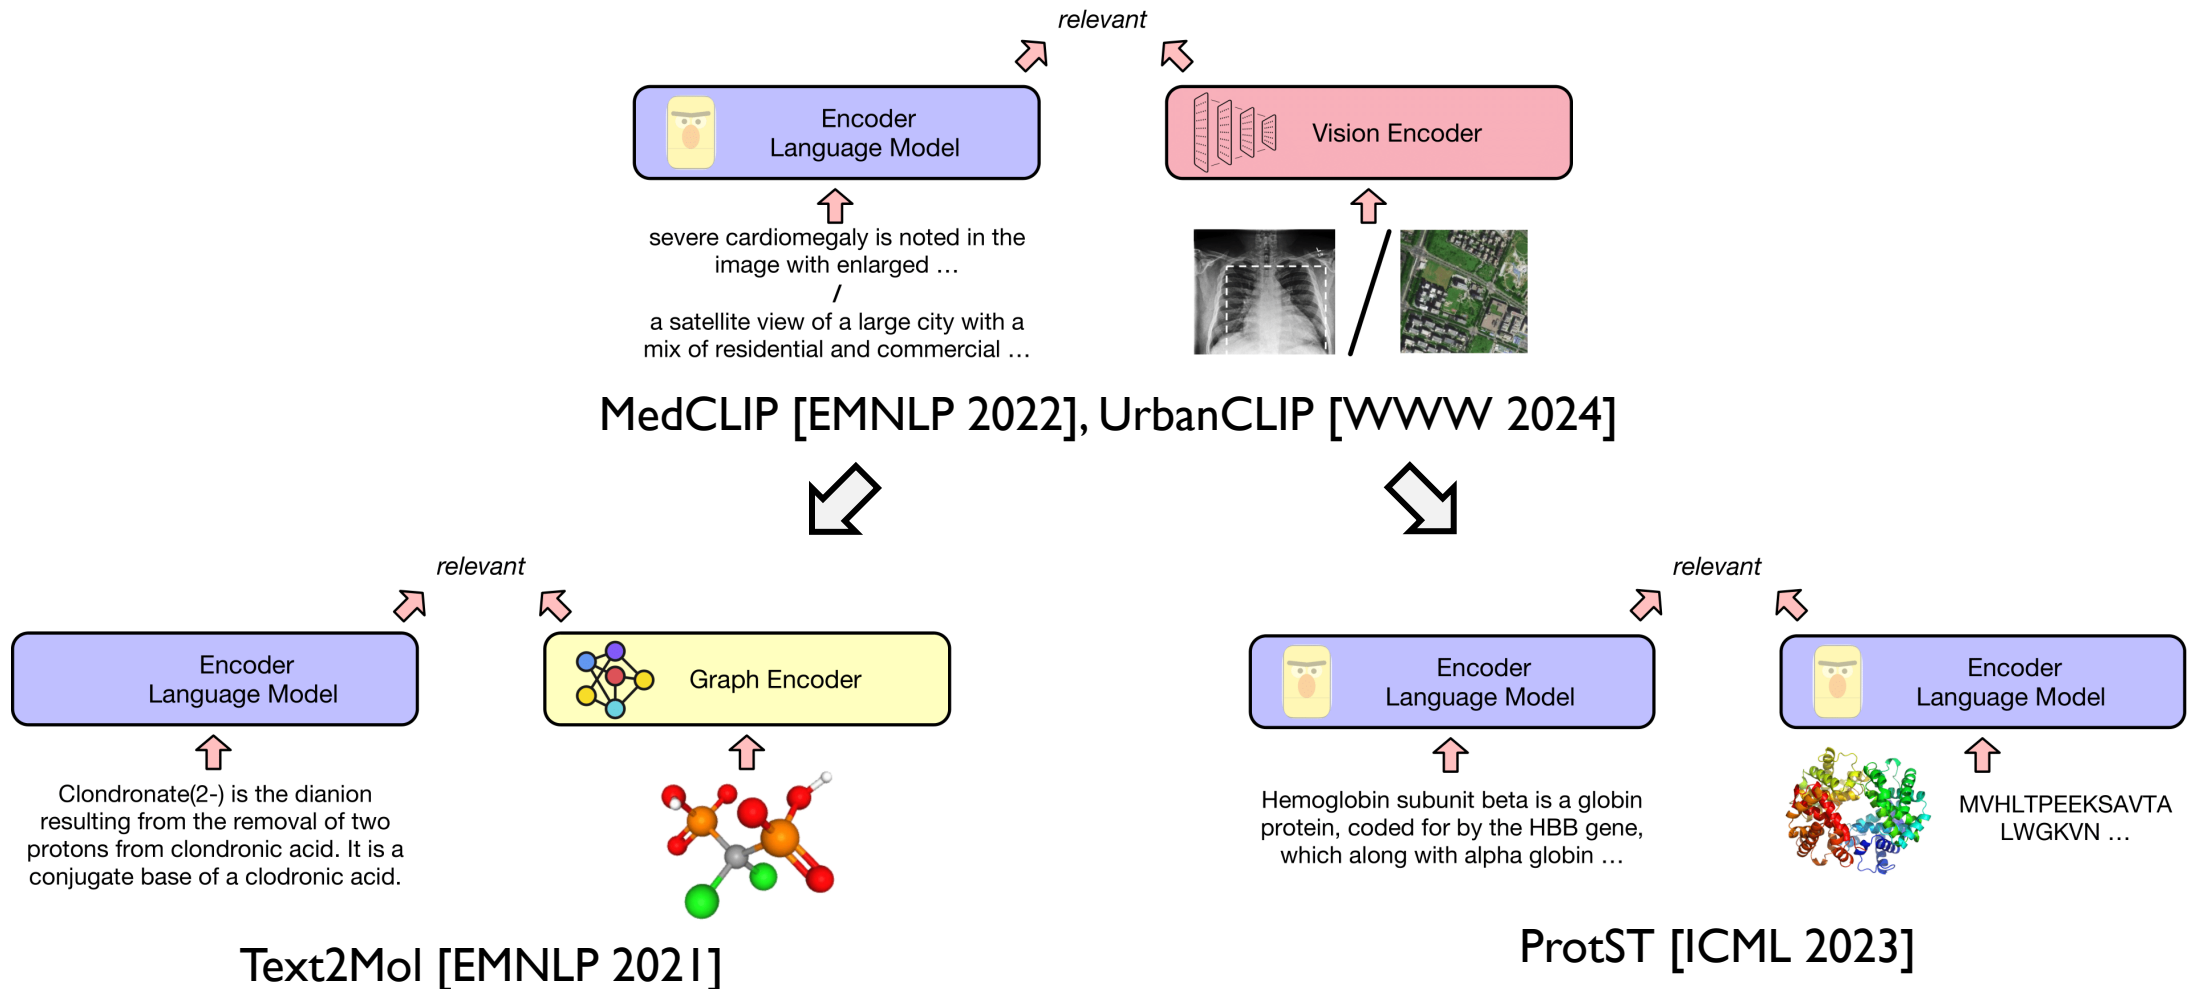 relevant
Encoder
Language Model
Vision Encoder
severe cardiomegaly is noted in the
image with enlarged ...
/
a satellite view of a large city with a
mix of residential and commercial ...
MedCLIP [EMNLP 2022], UrbanCLIP [WWW 2024]
relevant
Encoder
Language Model
Graph Encoder
Clondronate(2-) is the dianion
resulting from the removal of two
protons from clondronic acid. It is a
conjugate base of a clodronic acid.
Text2Mol [EMNLP 2021]
relevant
Encoder
Language Model
Encoder
Language Model
Hemoglobin subunit beta is a globin
protein, coded for by the HBB gene,
which along with alpha globin ...
MVHLTPEEKSAVTA
LWGKVN ...
ProtST [ICML 2023]